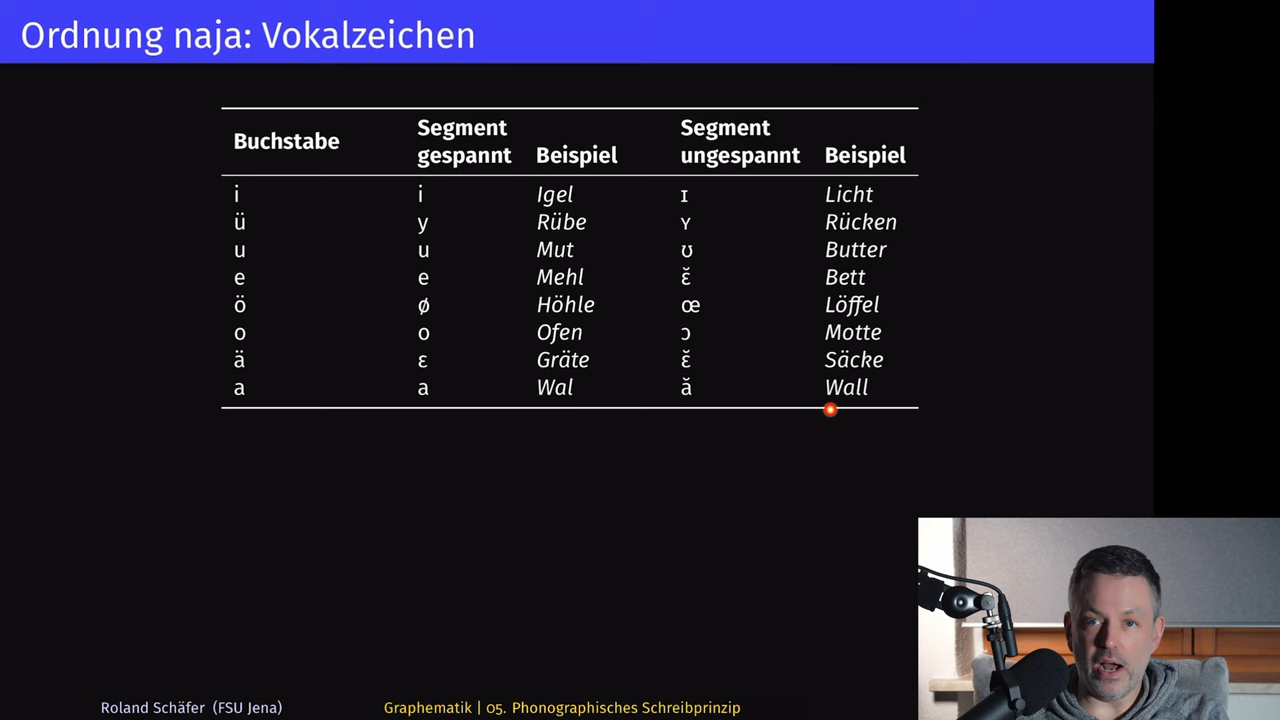 Ordnung naja: Vokalzeichen
Buchstabe Segment gespannt Beispiel Segment ungespannt Beispiel
i i Igel ɪ Licht
ü y Rübe ʏ Rücken
u u Mut ʊ Butter
e e Mehl ɛ̆ Bett
ö ø Höhle œ Löffel
o o Ofen ɔ Motte
ä ɛ Gräte ɛ̆ Säcke
a a Wal ă Wall
Roland Schäfer (FSU Jena) Graphematik | 05. Phonographisches Schreibprinzip